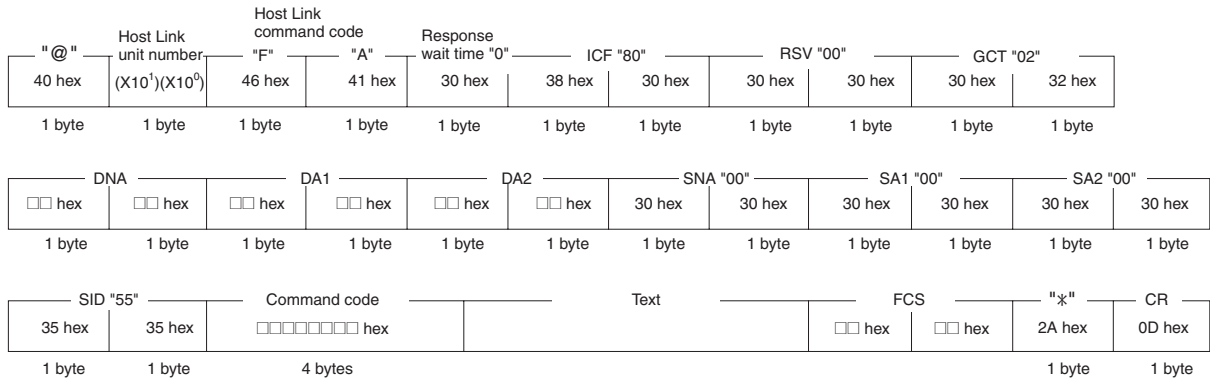 Host Link unit number
Host Link command code
Response wait time "0"
"@" "F" "A" ICF "80" RSV "00" GCT "02"
40 hex (X10¹)(X10⁰) 46 hex 41 hex 30 hex 38 hex 30 hex 30 hex 30 hex 30 hex 32 hex
1 byte 1 byte 1 byte 1 byte 1 byte 1 byte 1 byte 1 byte 1 byte 1 byte 1 byte
DNA DA1 DA2 SNA "00" SA1 "00" SA2 "00"
□□ hex □□ hex □□ hex □□ hex □□ hex □□ hex 30 hex 30 hex 30 hex 30 hex 30 hex 30 hex
1 byte 1 byte 1 byte 1 byte 1 byte 1 byte 1 byte 1 byte 1 byte 1 byte 1 byte 1 byte
SID "55" Command code Text FCS "*" CR
35 hex 35 hex □□□□□□□□ hex □□ hex □□ hex 2A hex 0D hex
1 byte 1 byte 4 bytes 1 byte 1 byte